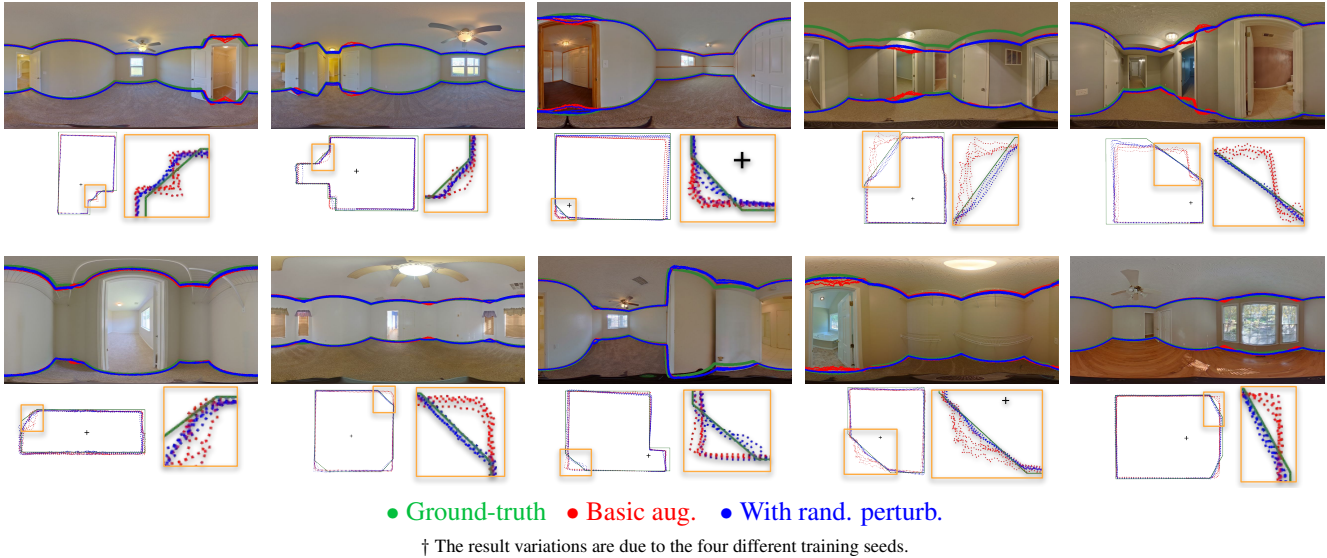 ● Ground-truth ● Basic aug. ● With rand. perturb.
† The result variations are due to the four different training seeds.